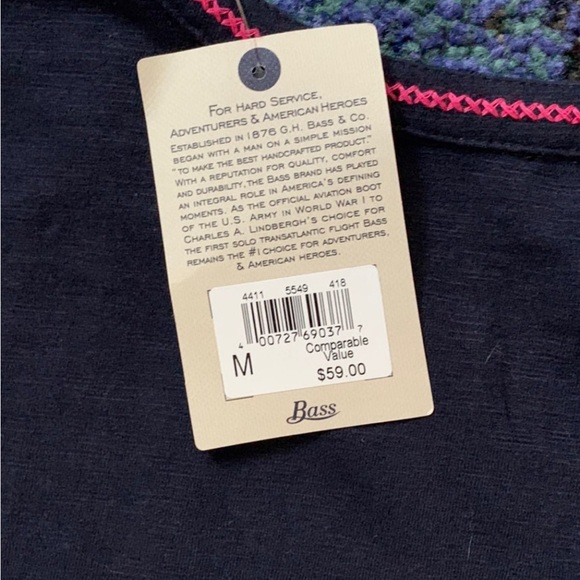 For Hard Service,
Adventurers & American Heroes
Established in 1876 G.H. Bass & Co.
began with a man on a simple mission
"to make the best handcrafted product."
With a reputation for quality, comfort
and durability, the Bass brand has played
an integral role in America's defining
moments. As the official aviation boot
of the U.S. Army in World War I to
Charles A. Lindbergh's choice for
the first solo transatlantic flight Bass
remains the #1 choice for adventurers,
& American heroes.
4411 5549 418
4 00727 69037 7
M
Comparable
Value
$59.00
Bass